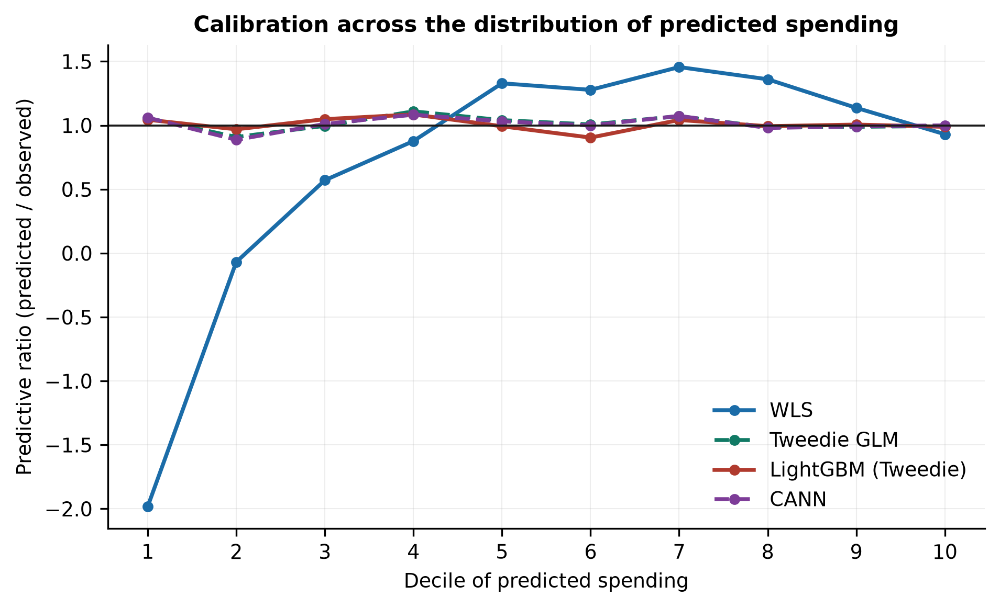 Calibration across the distribution of predicted spending
Predictive ratio (predicted / observed)
1.5
1.0
0.5
0.0
−0.5
−1.0
−1.5
−2.0
WLS
Tweedie GLM
LightGBM (Tweedie)
CANN
1 2 3 4 5 6 7 8 9 10
Decile of predicted spending